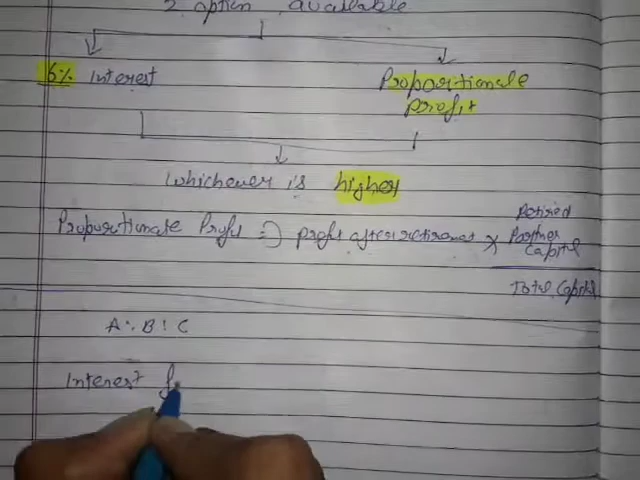 2 option available
6% Interest
Proportionate
profit
Whichever is higher
Proportionate Profit => profit after retirement × Retired Partner Capital
Total Capital
A : B : C
Interest f